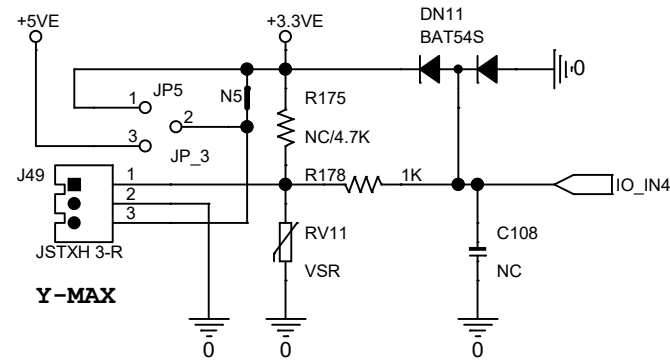 +5VE
+3.3VE
DN11
BAT54S
0
1
JP5
N5
R175
2
NC/4.7K
3
JP_3
J49
1
R178
1K
IO_IN4
2
3
RV11
C108
JSTXH 3-R
VSR
NC
Y-MAX
0
0
0